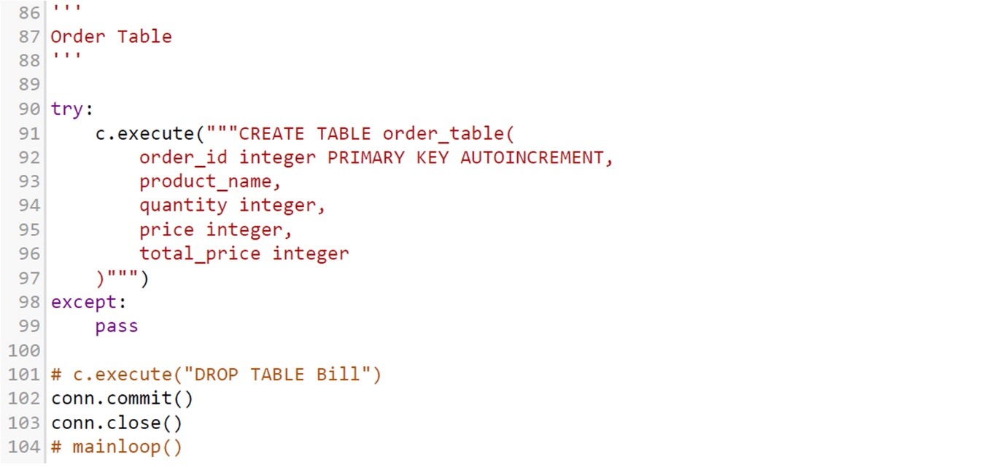 86 '''
87 Order Table
88 '''
89
90 try:
91     c.execute("""CREATE TABLE order_table(
92         order_id integer PRIMARY KEY AUTOINCREMENT,
93         product_name,
94         quantity integer,
95         price integer,
96         total_price integer
97     )""")
98 except:
99     pass
100
101 # c.execute("DROP TABLE Bill")
102 conn.commit()
103 conn.close()
104 # mainloop()